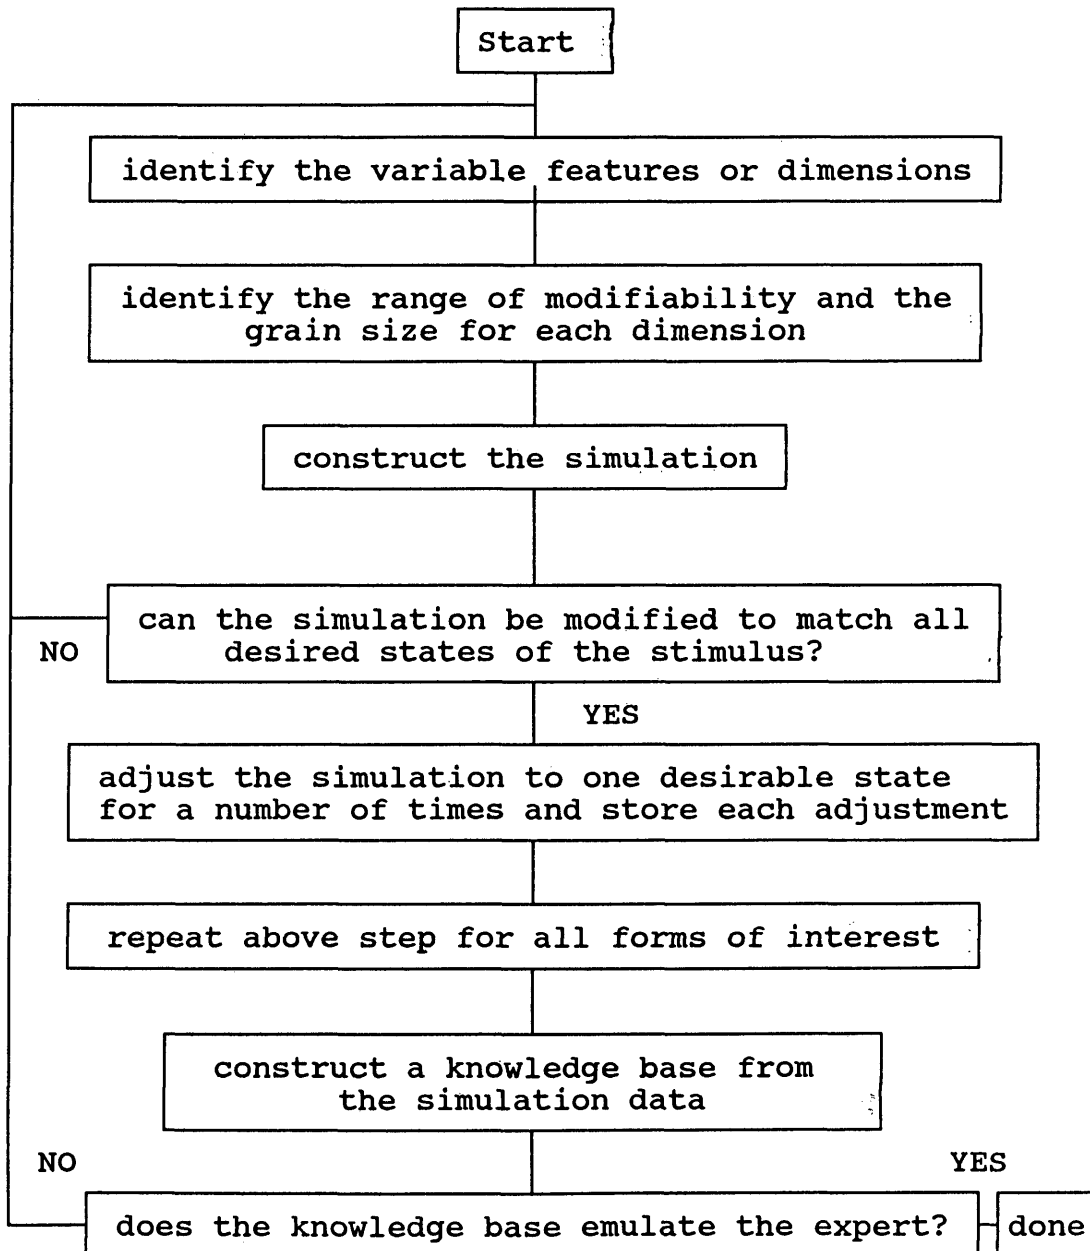 Start
identify the variable features or dimensions
identify the range of modifiability and the
grain size for each dimension
construct the simulation
can the simulation be modified to match all
desired states of the stimulus?
NO
YES
adjust the simulation to one desirable state
for a number of times and store each adjustment
repeat above step for all forms of interest
construct a knowledge base from
the simulation data
NO
YES
does the knowledge base emulate the expert?
done